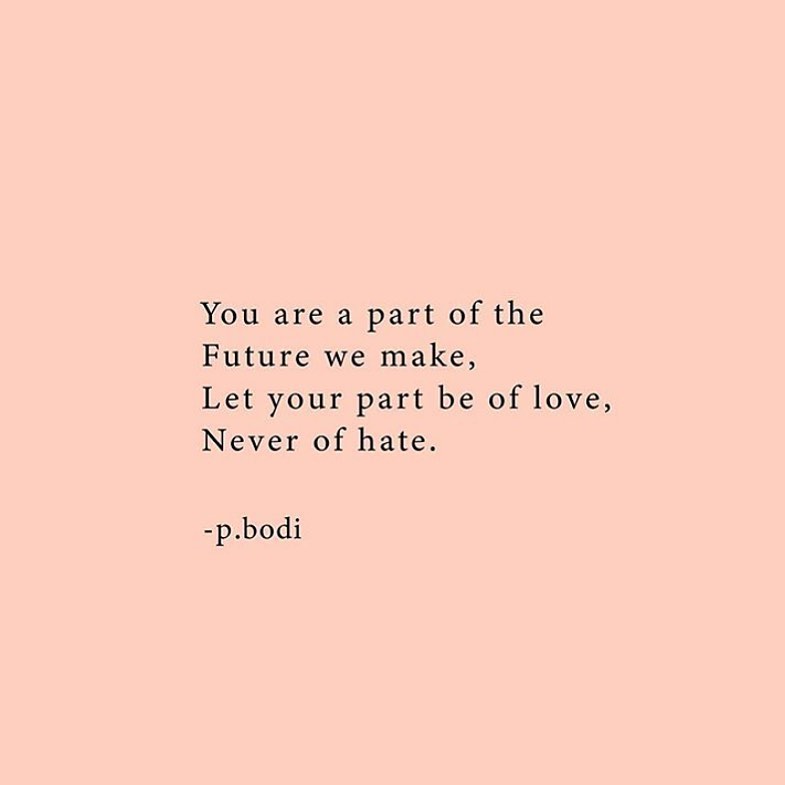 You are a part of the
Future we make,
Let your part be of love,
Never of hate.
-p.bodi